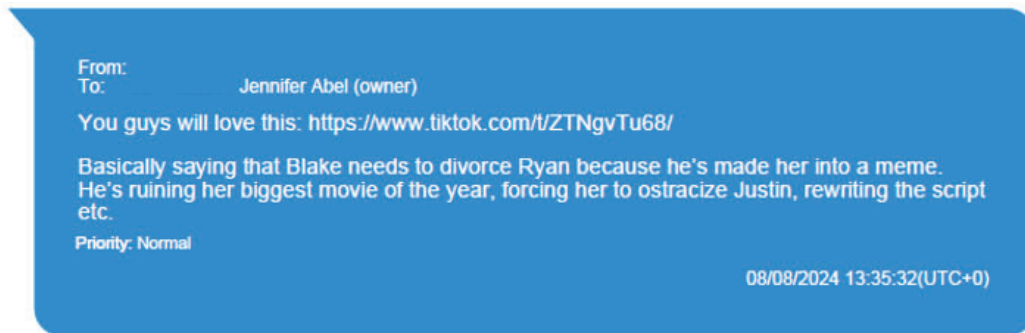 From:
To: Jennifer Abel (owner)
You guys will love this: https://www.tiktok.com/t/ZTNgvTu68/
Basically saying that Blake needs to divorce Ryan because he's made her into a meme.
He's ruining her biggest movie of the year, forcing her to ostracize Justin, rewriting the script
etc.
Priority: Normal
08/08/2024 13:35:32(UTC+0)